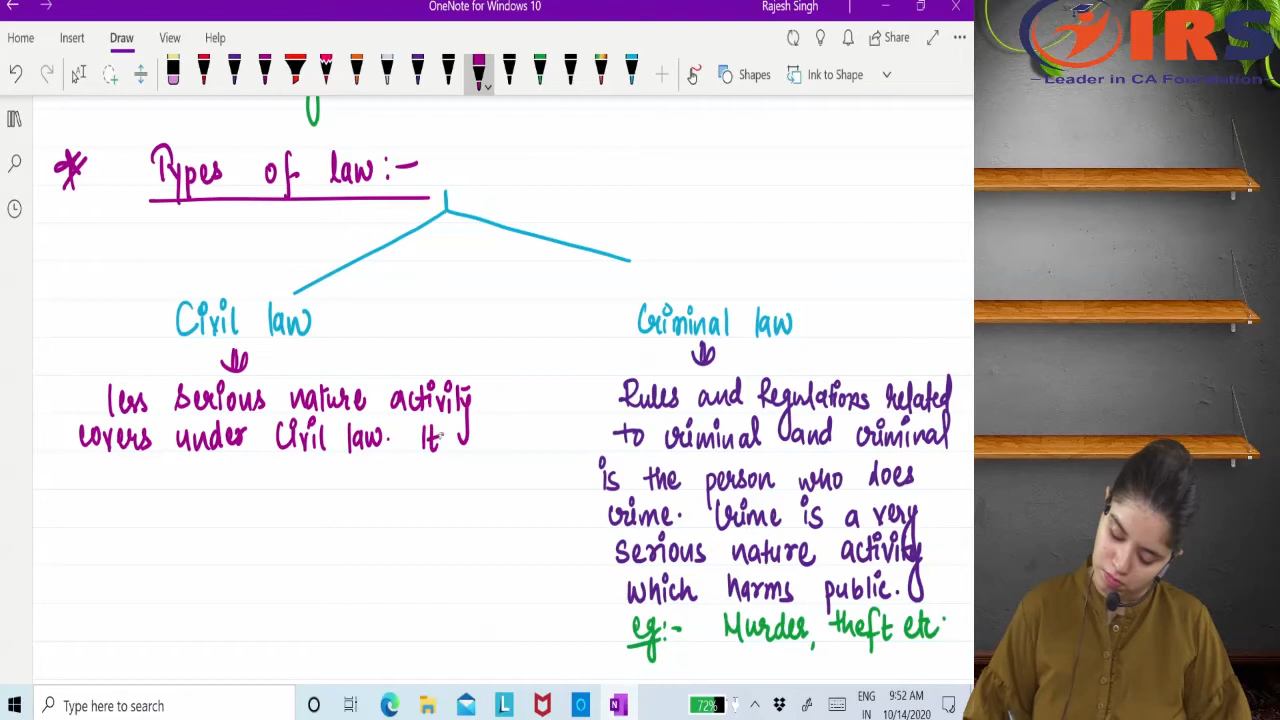 OneNote for Windows 10
Rajesh Singh
Home Insert Draw View Help
Share
Shapes
Ink to Shape
IRS
Leader in CA Foundation
Types of law:-
Civil law
Criminal law
less serious nature activity
covers under Civil law. It
Rules and Regulations related
to criminal and criminal
is the person who does
crime. Crime is a very
serious nature activity
which harms public.
eg:- Murder, theft etc.
Type here to search
72%
ENG
IN
9:52 AM
10/14/2020